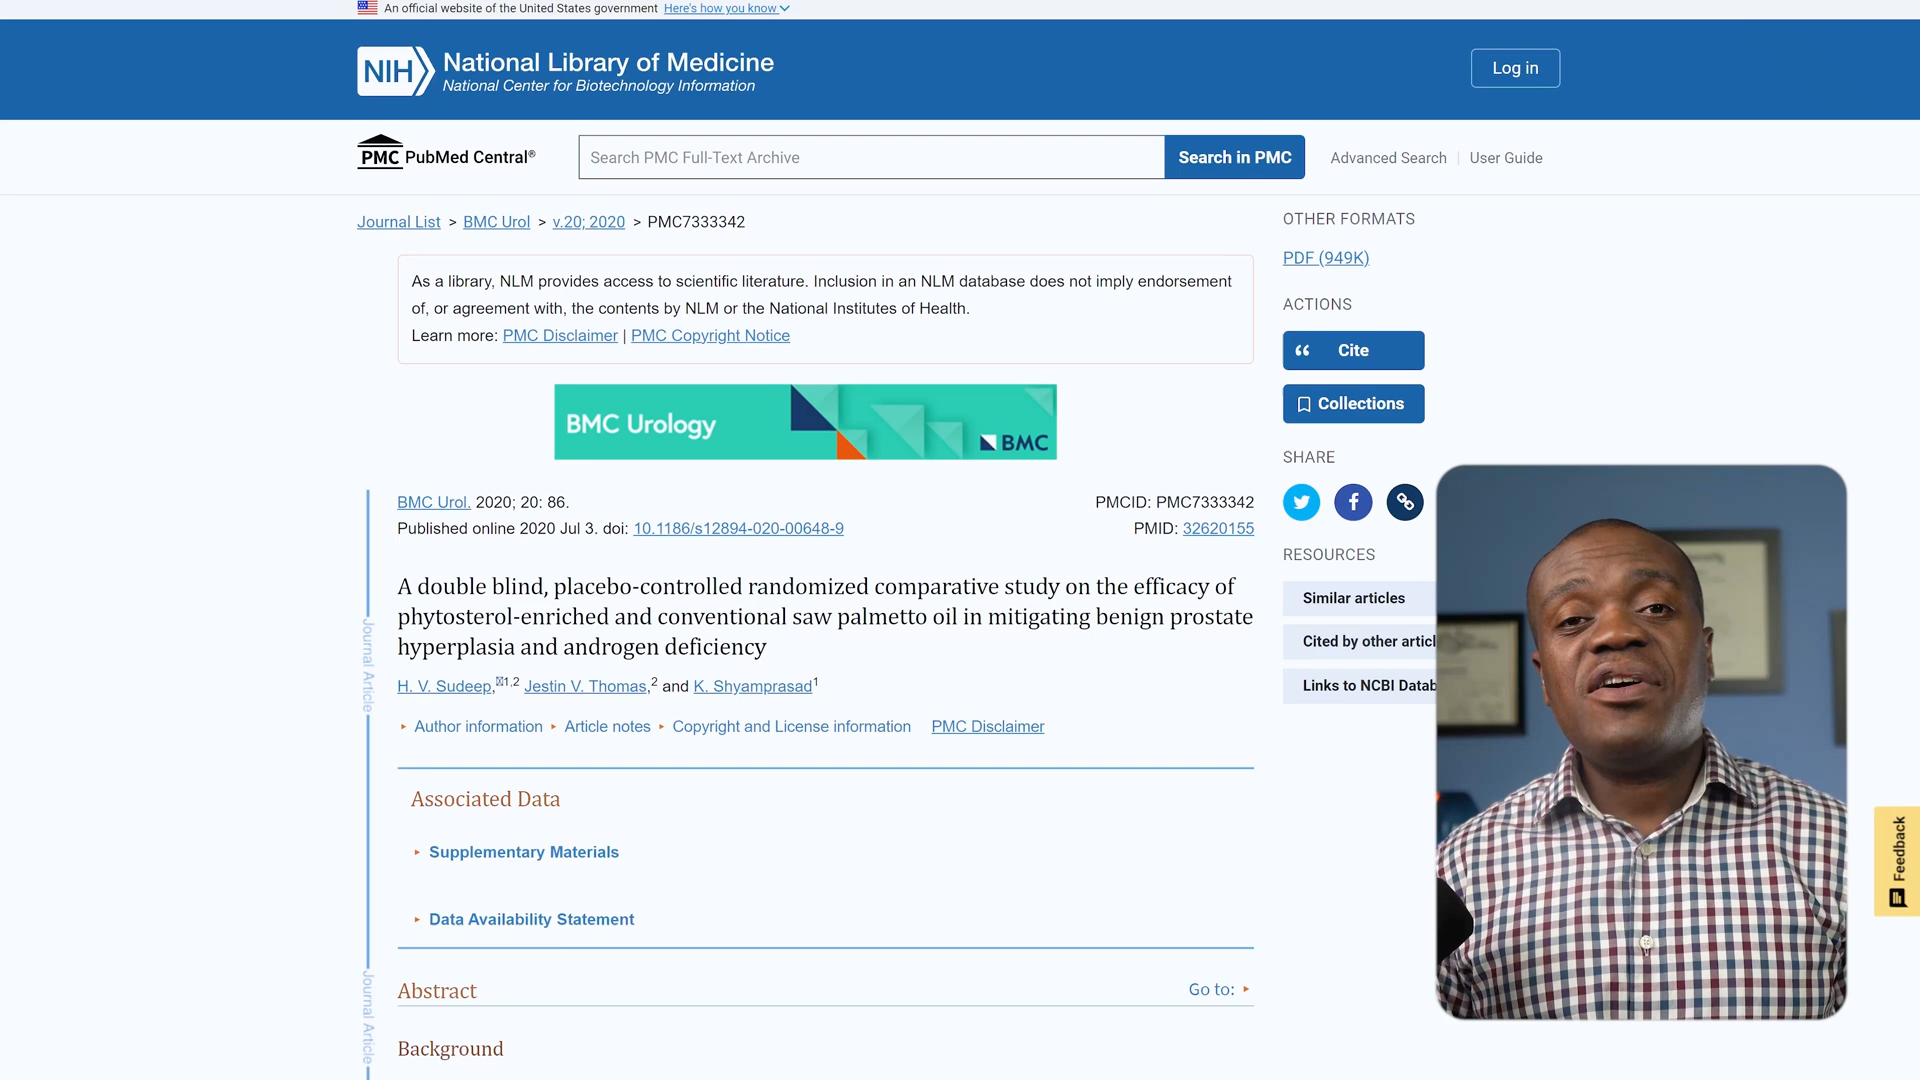 An official website of the United States government Here's how you know
NIH National Library of Medicine
National Center for Biotechnology Information
Log in
PMC PubMed Central®
Search PMC Full-Text Archive
Search in PMC
Advanced Search | User Guide
Journal List > BMC Urol > v.20; 2020 > PMC7333342
As a library, NLM provides access to scientific literature. Inclusion in an NLM database does not imply endorsement
of, or agreement with, the contents by NLM or the National Institutes of Health.
Learn more: PMC Disclaimer | PMC Copyright Notice
BMC Urology
BMC
BMC Urol. 2020; 20: 86.
PMCID: PMC7333342
Published online 2020 Jul 3. doi: 10.1186/s12894-020-00648-9
PMID: 32620155
A double blind, placebo-controlled randomized comparative study on the efficacy of
phytosterol-enriched and conventional saw palmetto oil in mitigating benign prostate
hyperplasia and androgen deficiency
H. V. Sudeep,1,2 Jestin V. Thomas,2 and K. Shyamprasad1
Author information Article notes Copyright and License information PMC Disclaimer
Associated Data
Supplementary Materials
Data Availability Statement
Abstract
Go to:
Background
Journal Article
Journal Article
OTHER FORMATS
PDF (949K)
ACTIONS
Cite
Collections
SHARE
RESOURCES
Similar articles
Cited by other articl
Links to NCBI Datab
Feedback